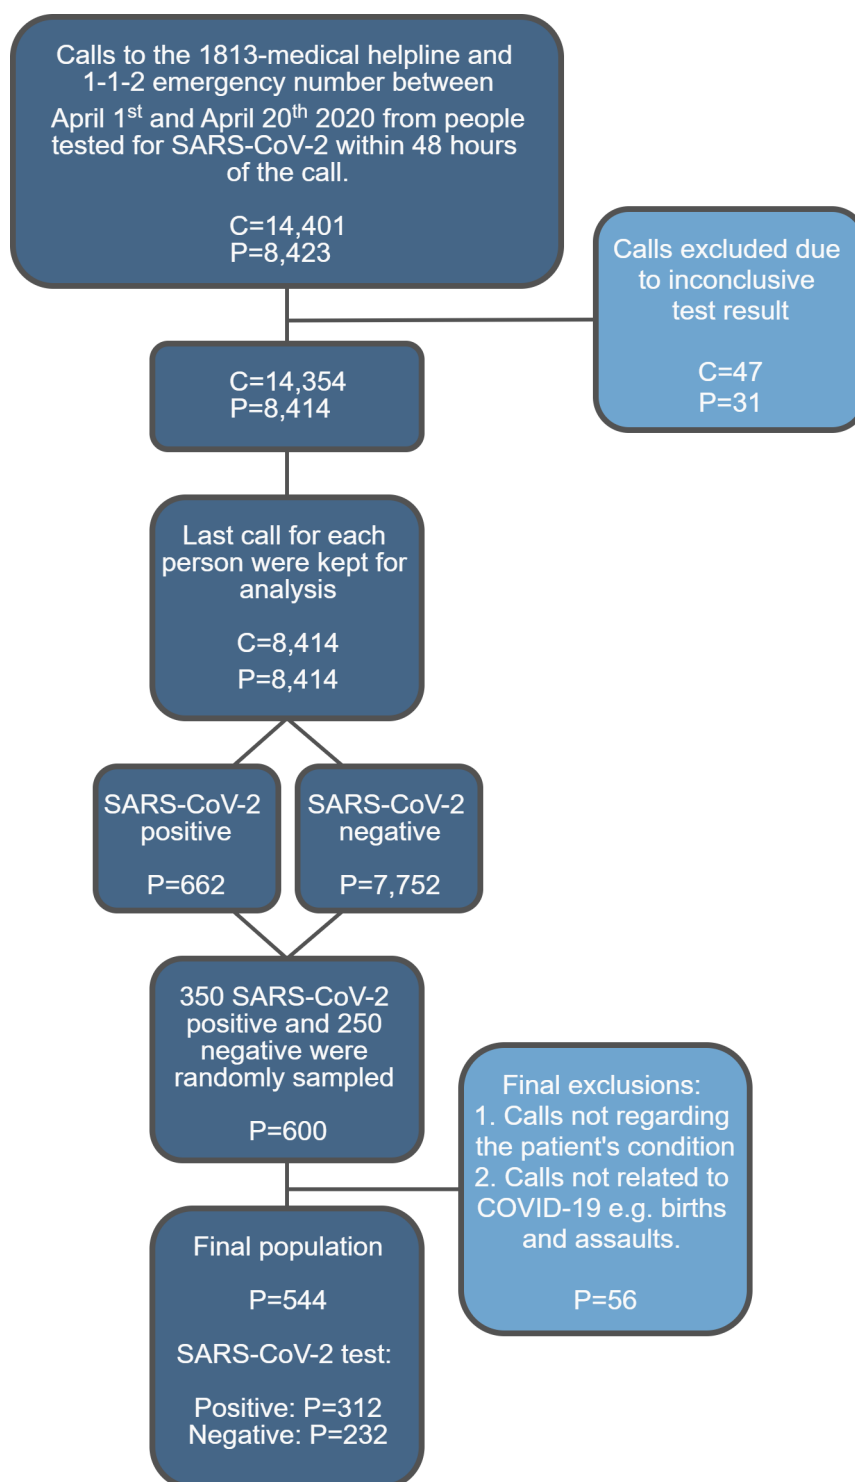 Calls to the 1813-medical helpline and
1-1-2 emergency number between
April 1st and April 20th 2020 from people
tested for SARS-CoV-2 within 48 hours
of the call.
C=14,401
P=8,423
Calls excluded due
to inconclusive
test result
C=47
P=31
C=14,354
P=8,414
Last call for each
person were kept for
analysis
C=8,414
P=8,414
SARS-CoV-2
positive
P=662
SARS-CoV-2
negative
P=7,752
350 SARS-CoV-2
positive and 250
negative were
randomly sampled
P=600
Final exclusions:
1. Calls not regarding
the patient's condition
2. Calls not related to
COVID-19 e.g. births
and assaults.
P=56
Final population
P=544
SARS-CoV-2 test:
Positive: P=312
Negative: P=232